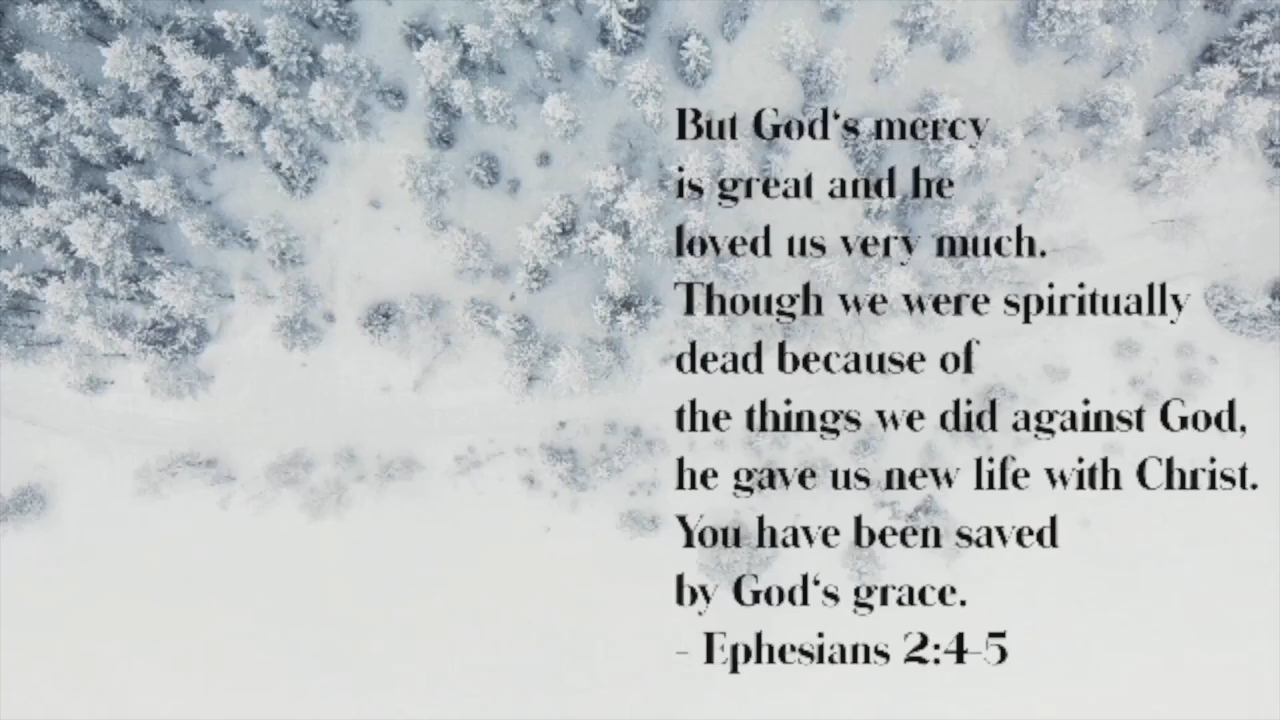 But God‘s mercy
is great and he
loved us very much.
Though we were spiritually
dead because of
the things we did against God,
he gave us new life with Christ.
You have been saved
by God‘s grace.
- Ephesians 2:4-5